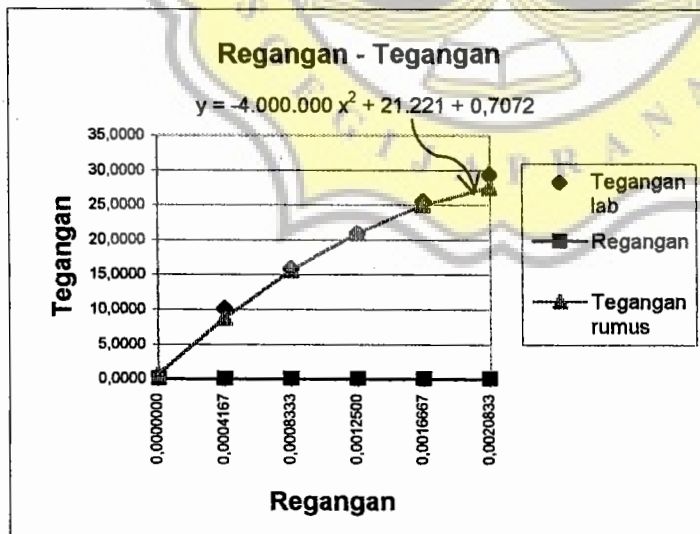 Regangan - Tegangan
y = -4.000.000 x² + 21.221 + 0,7072
Tegangan
35,0000
30,0000
25,0000
20,0000
15,0000
10,0000
5,0000
0,0000
0,0000000
0,0004167
0,0008333
0,0012500
0,0016667
0,0020833
Regangan
Tegangan
lab
Regangan
Tegangan
rumus